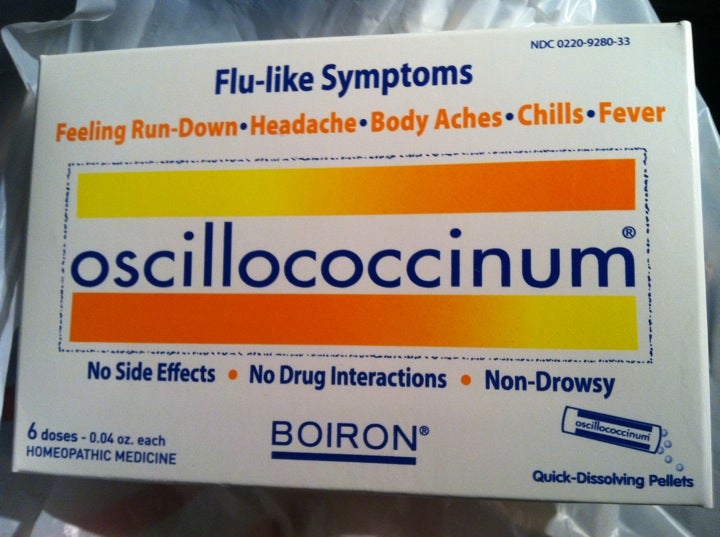 NDC 0220-9280-33
Flu-like Symptoms
Feeling Run-Down•Headache•Body Aches•Chills•Fever
oscillococcinum®
No Side Effects • No Drug Interactions • Non-Drowsy
6 doses - 0.04 oz. each
HOMEOPATHIC MEDICINE
BOIRON®
oscillococcinum
Quick-Dissolving Pellets